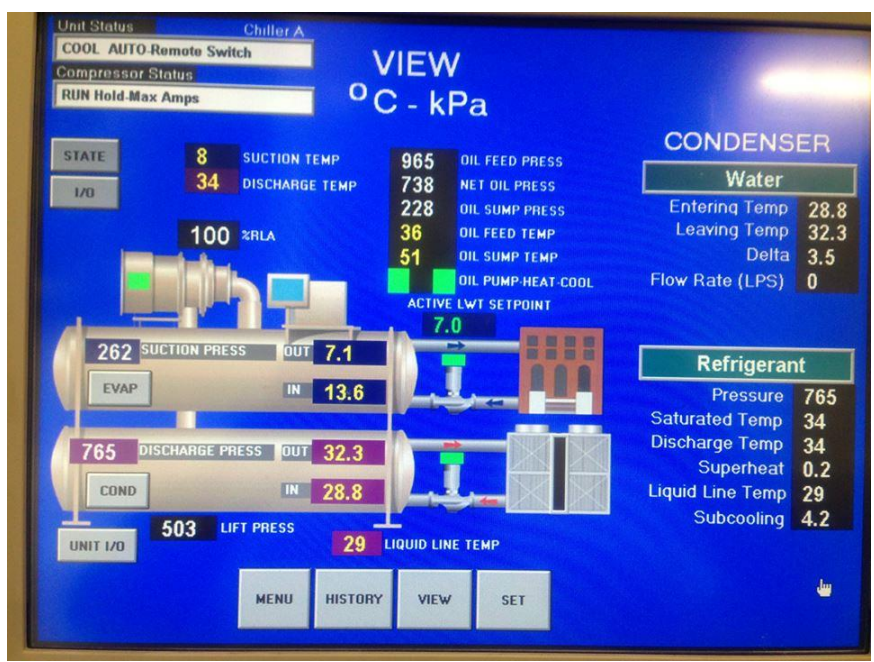 Unit Status Chiller A
COOL AUTO-Remote Switch
Compressor Status
RUN Hold-Max Amps
VIEW
°C - kPa
STATE
I/O
8 SUCTION TEMP
34 DISCHARGE TEMP
100 %RLA
965 OIL FEED PRESS
738 NET OIL PRESS
228 OIL SUMP PRESS
36 OIL FEED TEMP
51 OIL SUMP TEMP
OIL PUMP-HEAT-COOL
ACTIVE LWT SETPOINT
7.0
262 SUCTION PRESS OUT 7.1
EVAP IN 13.6
765 DISCHARGE PRESS OUT 32.3
COND IN 28.8
503 LIFT PRESS
UNIT I/O
29 LIQUID LINE TEMP
CONDENSER
Water
Entering Temp 28.8
Leaving Temp 32.3
Delta 3.5
Flow Rate (LPS) 0
Refrigerant
Pressure 765
Saturated Temp 34
Discharge Temp 34
Superheat 0.2
Liquid Line Temp 29
Subcooling 4.2
MENU HISTORY VIEW SET